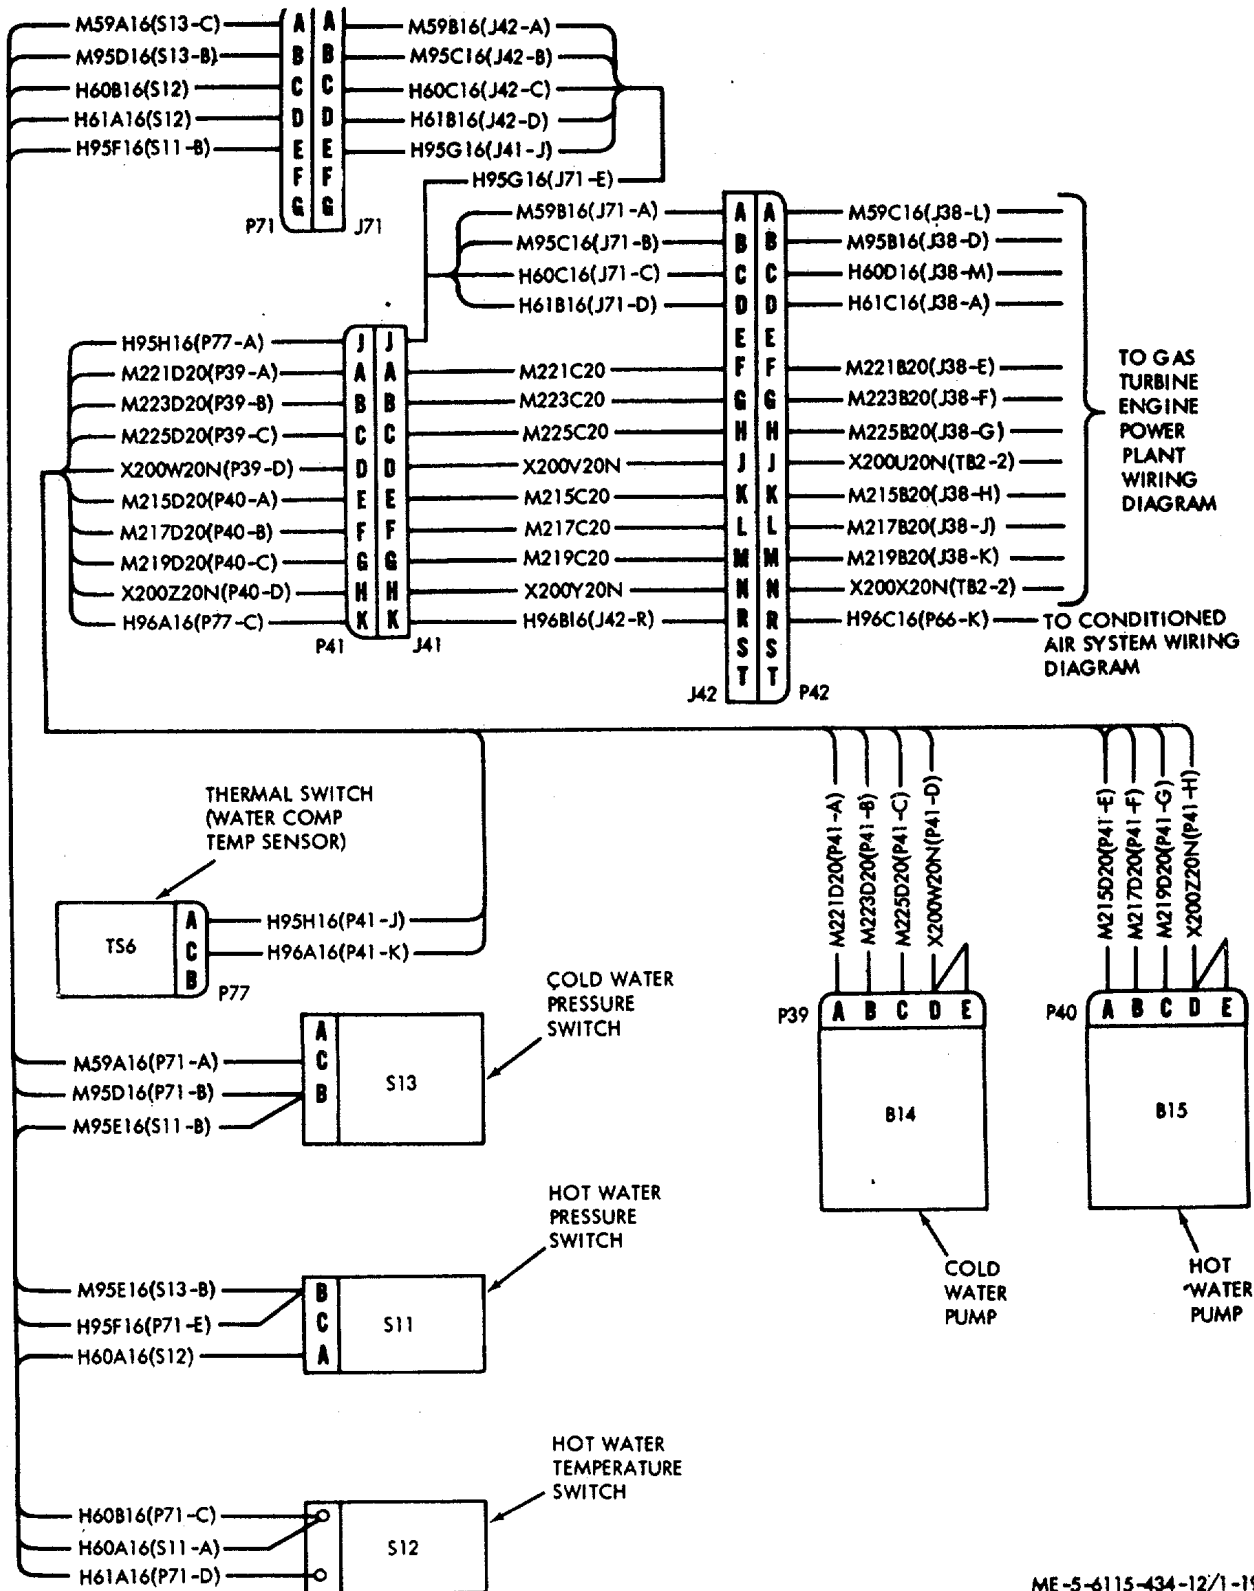 M59A16(S13-C)
M95D16(S13-B)
H60B16(S12)
H61A16(S12)
H95F16(S11-B)
A A
B B
C C
D D
E E
F F
G G
P71
J71
M59B16(J42-A)
M95C16(J42-B)
H60C16(J42-C)
H61B16(J42-D)
H95G16(J41-J)
H95G16(J71-E)
M59B16(J71-A)
M95C16(J71-B)
H60C16(J71-C)
H61B16(J71-D)
A A
B B
C C
D D
E E
F F
G G
H H
J J
K K
L L
M M
N N
R R
S S
T T
J42
P42
M59C16(J38-L)
M95B16(J38-D)
H60D16(J38-M)
H61C16(J38-A)
M221B20(J38-E)
M223B20(J38-F)
M225B20(J38-G)
X200U20N(TB2-2)
M215B20(J38-H)
M217B20(J38-J)
M219B20(J38-K)
X200X20N(TB2-2)
H96C16(P66-K)
TO GAS
TURBINE
ENGINE
POWER
PLANT
WIRING
DIAGRAM
TO CONDITIONED
AIR SYSTEM WIRING
DIAGRAM
H95H16(P77-A)
M221D20(P39-A)
M223D20(P39-B)
M225D20(P39-C)
X200W20N(P39-D)
M215D20(P40-A)
M217D20(P40-B)
M219D20(P40-C)
X200Z20N(P40-D)
H96A16(P77-C)
J J
A A
B B
C C
D D
E E
F F
G G
H H
K K
P41
J41
M221C20
M223C20
M225C20
X200V20N
M215C20
M217C20
M219C20
X200Y20N
H96BI6(J42-R)
THERMAL SWITCH
(WATER COMP
TEMP SENSOR)
TS6
A
C
B
P77
H95H16(P41-J)
H96A16(P41-K)
COLD WATER
PRESSURE
SWITCH
M59A16(P71-A)
M95D16(P71-B)
M95E16(S11-B)
A
C
B
S13
HOT WATER
PRESSURE
SWITCH
M95E16(S13-B)
H95F16(P71-E)
H60A16(S12)
B
C
A
S11
HOT WATER
TEMPERATURE
SWITCH
H60B16(P71-C)
H60A16(S11-A)
H61A16(P71-D)
S12
M221D20(P41-A)
M223D20(P41-B)
M225D20(P41-C)
X200W20N(P41-D)
P39
A B C D E
B14
COLD
WATER
PUMP
M215D20(P41-E)
M217D20(P41-F)
M219D20(P41-G)
X200Z20N(P41-H)
P40
A B C D E
B15
HOT
WATER
PUMP
ME-5-6115-434-12/1-19